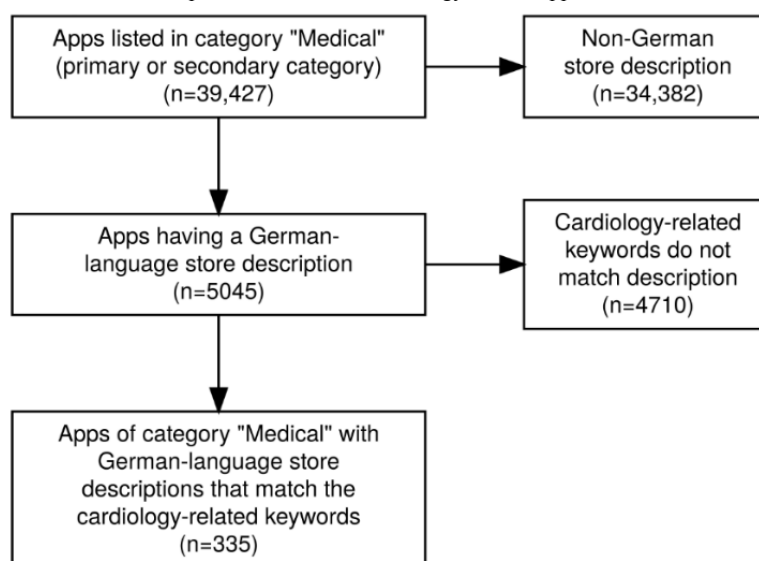 Apps listed in category "Medical"
(primary or secondary category)
(n=39,427)
Non-German
store description
(n=34,382)
Apps having a German-
language store description
(n=5045)
Cardiology-related
keywords do not
match description
(n=4710)
Apps of category "Medical" with
German-language store
descriptions that match the
cardiology-related keywords
(n=335)